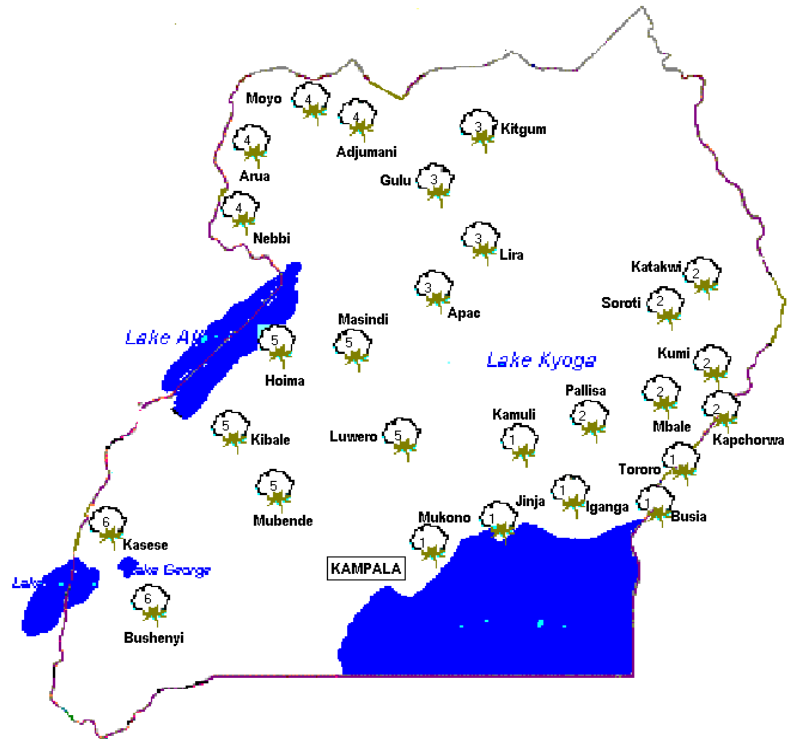 Moyo
4
4
Adjumani
3
Kitgum
4
Arua
Gulu
3
4
Nebbi
3
Lira
Katakwi
2
3
Apac
Soroti
2
Lake
Masindi
5
Hoima
5
Lake Kyoga
Kumi
2
Pallisa
2
2
Mbale
2
Kapchorwa
5
Kibale
Luwero
5
Kamuli
1
Tororo
1
5
Mubende
Jinja
1
1
Iganga
1
Busia
Mukono
1
6
Kasese
KAMPALA
Lake George
Lake
6
Bushenyi